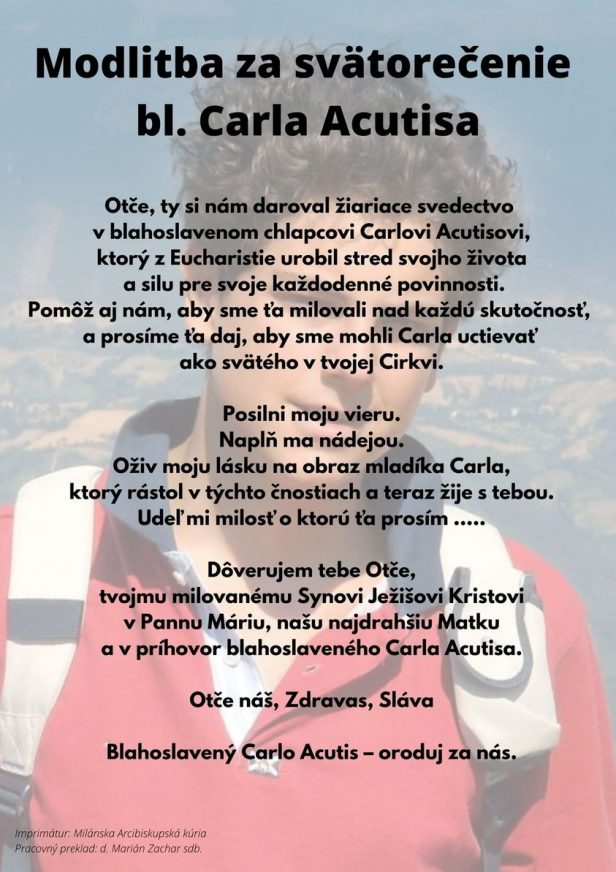 Modlitba za svätorečenie
bl. Carla Acutisa
Otče, ty si nám daroval žiariace svedectvo
v blahoslavenom chlapcovi Carlovi Acutisovi,
ktorý z Eucharistie urobil stred svojho života
a silu pre svoje každodenné povinnosti.
Pomôž aj nám, aby sme ťa milovali nad každú skutočnosť,
a prosíme ťa daj, aby sme mohli Carla uctievať
ako svätého v tvojej Cirkvi.
Posilni moju vieru.
Naplň ma nádejou.
Oživ moju lásku na obraz mladíka Carla,
ktorý rástol v týchto čnostiach a teraz žije s tebou.
Udeľ mi milosť o ktorú ťa prosím .....
Dôverujem tebe Otče,
tvojmu milovanému Synovi Ježišovi Kristovi
v Pannu Máriu, našu najdrahšiu Matku
a v príhovor blahoslaveného Carla Acutisa.
Otče náš, Zdravas, Sláva
Blahoslavený Carlo Acutis – oroduj za nás.
Imprimátur: Milánska Arcibiskupská kúria
Pracovný preklad: d. Marián Zachar sdb.